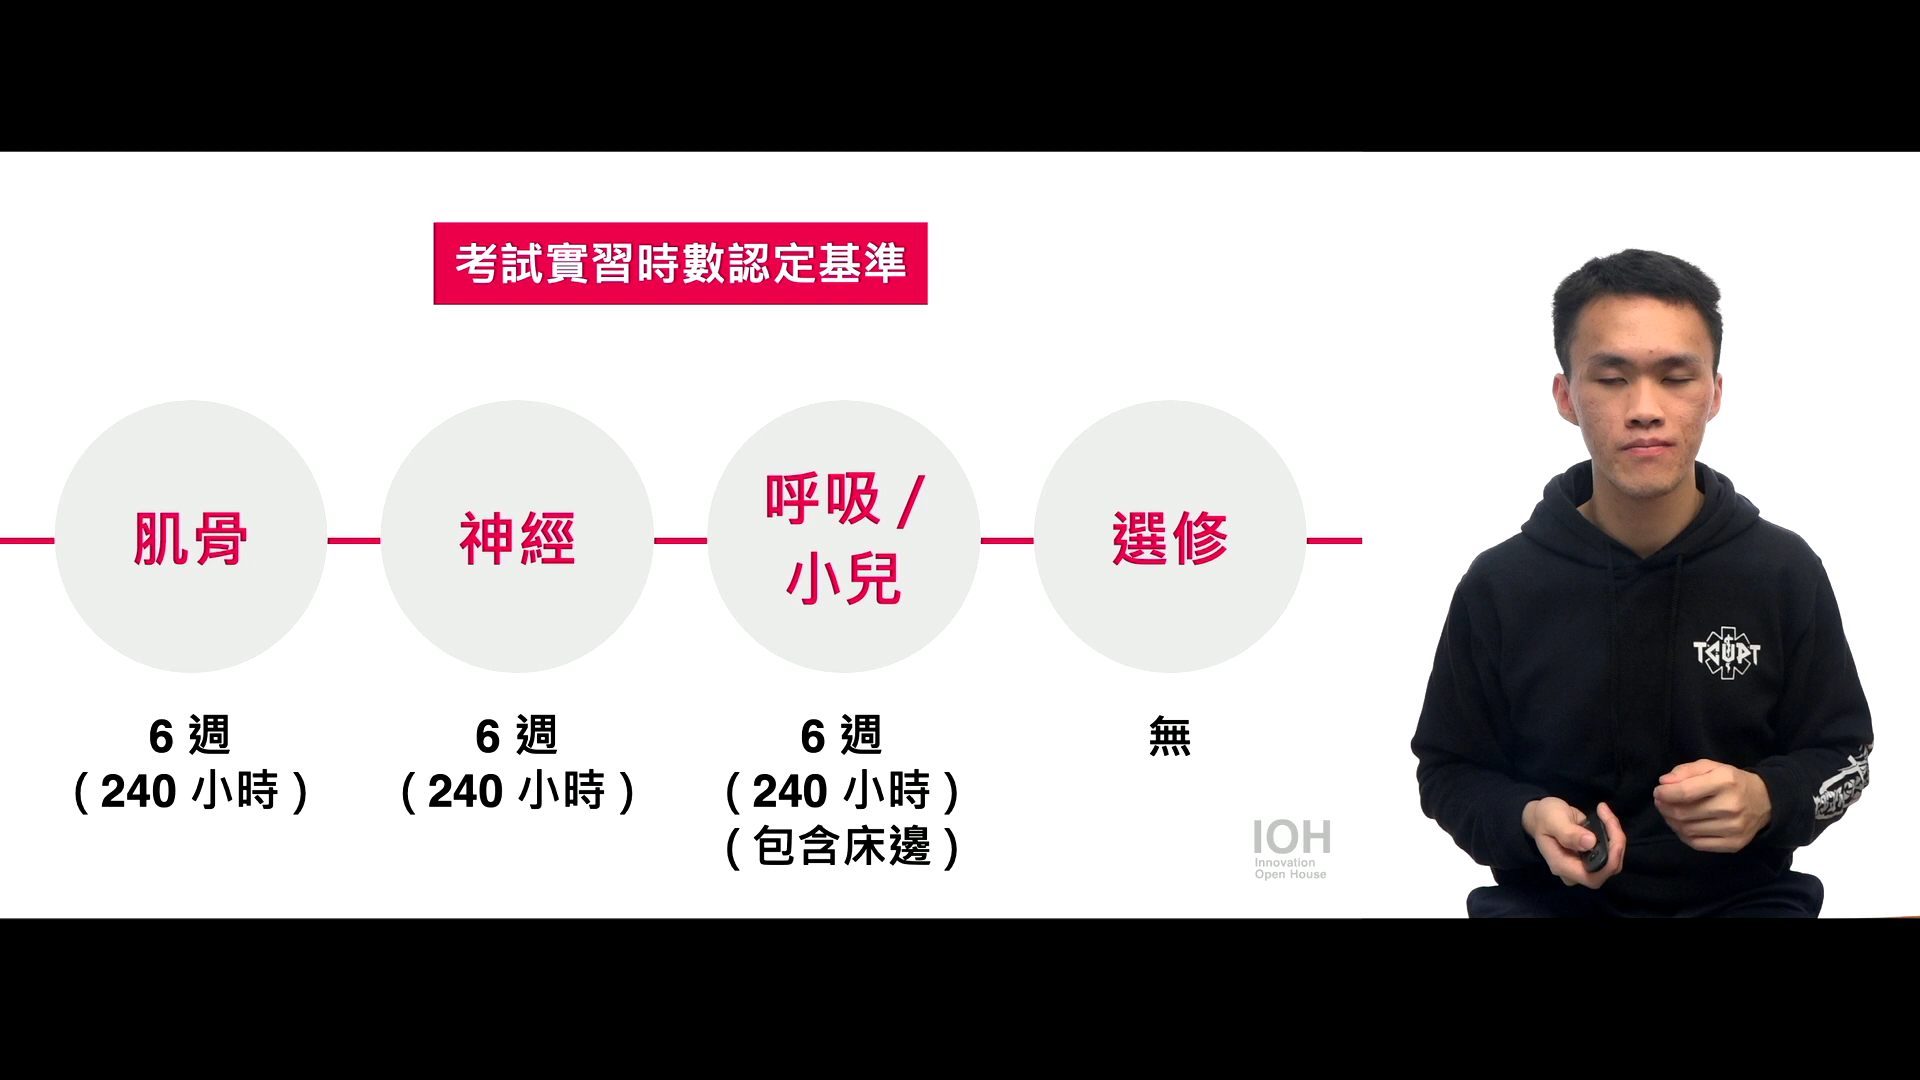 考試實習時數認定基準
肌骨
神經
呼吸 /
小兒
選修
6 週
( 240 小時 )
6 週
( 240 小時 )
6 週
( 240 小時 )
( 包含床邊 )
無
IOH
Innovation
Open House
TCUPT